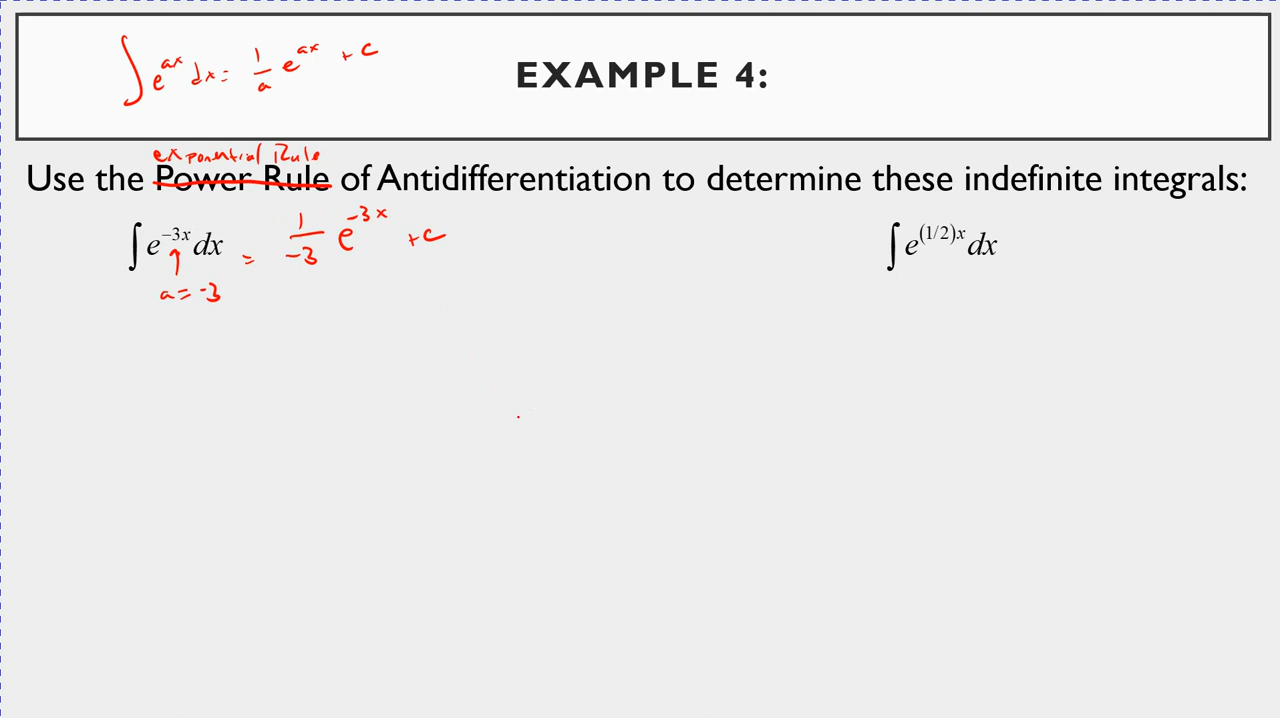 ∫e^{ax} dx = 1/a e^{ax} + C
EXAMPLE 4:
exponential Rule
Use the Power Rule of Antidifferentiation to determine these indefinite integrals:
∫e^{−3x} dx = 1/−3 e^{−3x} + C
∫e^{(1/2)x} dx
a = -3